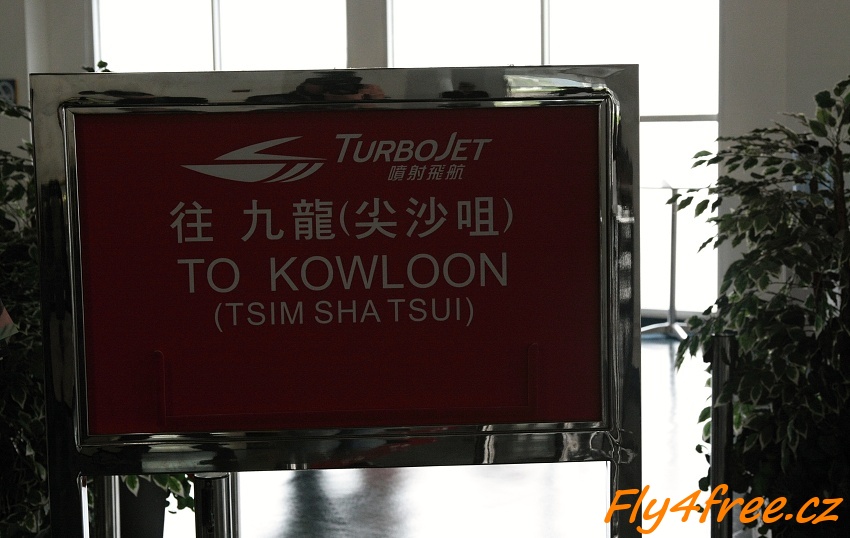 TURBOJET
噴射飛航
往 九龍(尖沙咀)
TO KOWLOON
(TSIM SHA TSUI)
Fly4free.cz